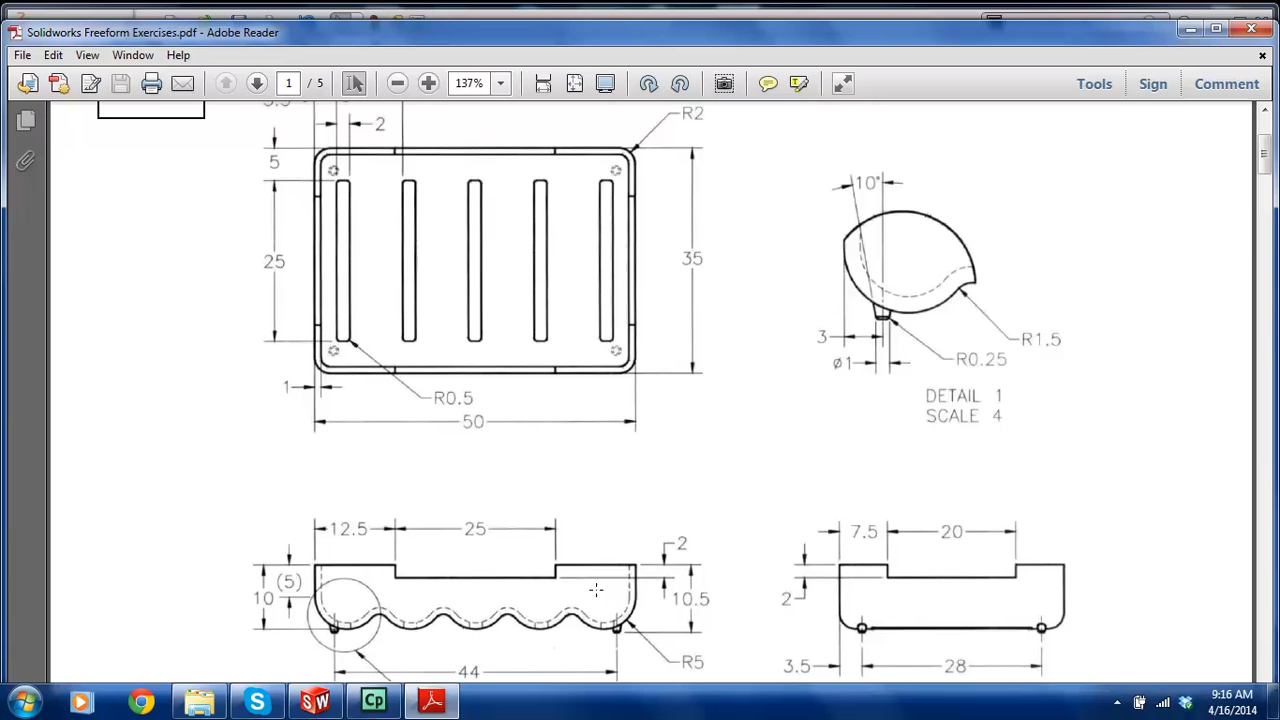 Solidworks Freeform Exercises.pdf - Adobe Reader
File Edit View Window Help
1 / 5 137% Tools Sign Comment
2
R2
5
10°
25
35
3
R1.5
R0.25
ø1
1
R0.5
DETAIL 1
SCALE 4
50
12.5 25
2
7.5 20
(5)
10
10.5
2
R5
44
3.5 28
SW Cp
9:16 AM
4/16/2014